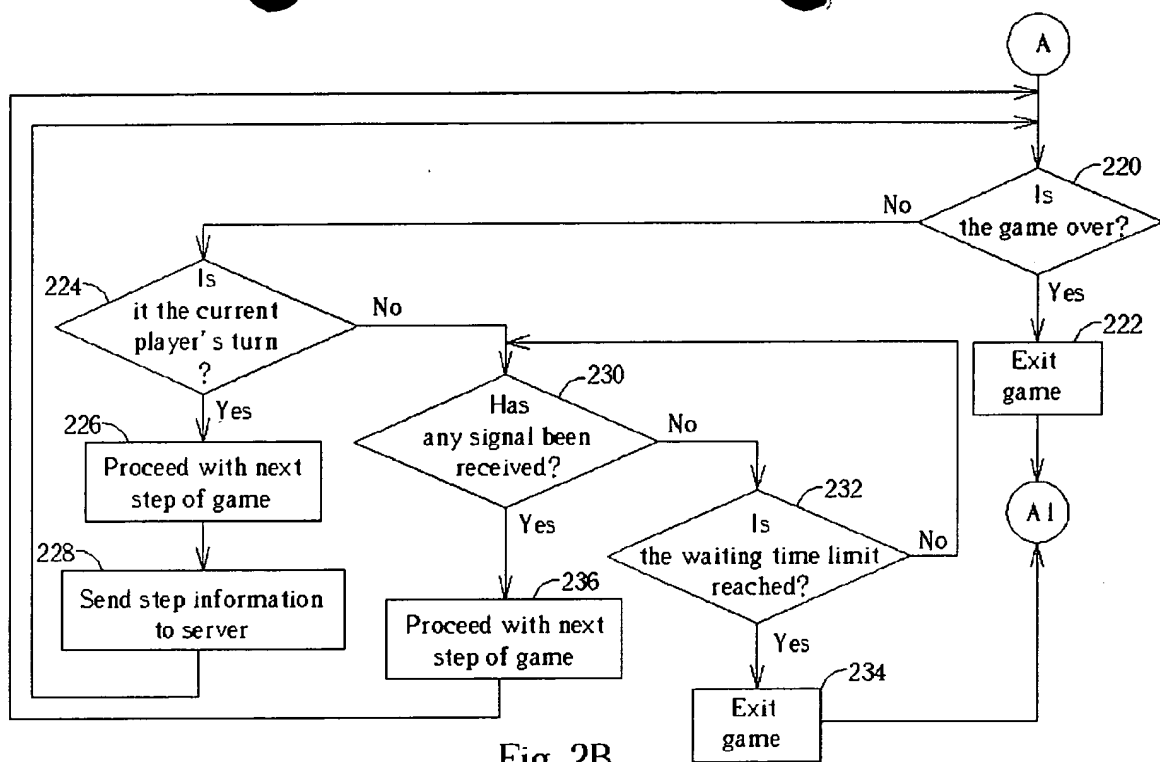 A
220
Is
the game over?
No
Yes
222
Exit
game
A1
224
Is
it the current
player's turn
?
No
Yes
226
Proceed with next
step of game
228
Send step information
to server
230
Has
any signal been
received?
No
Yes
232
Is
the waiting time limit
reached?
No
Yes
236
Proceed with next
step of game
234
Exit
game
Fig. 2B